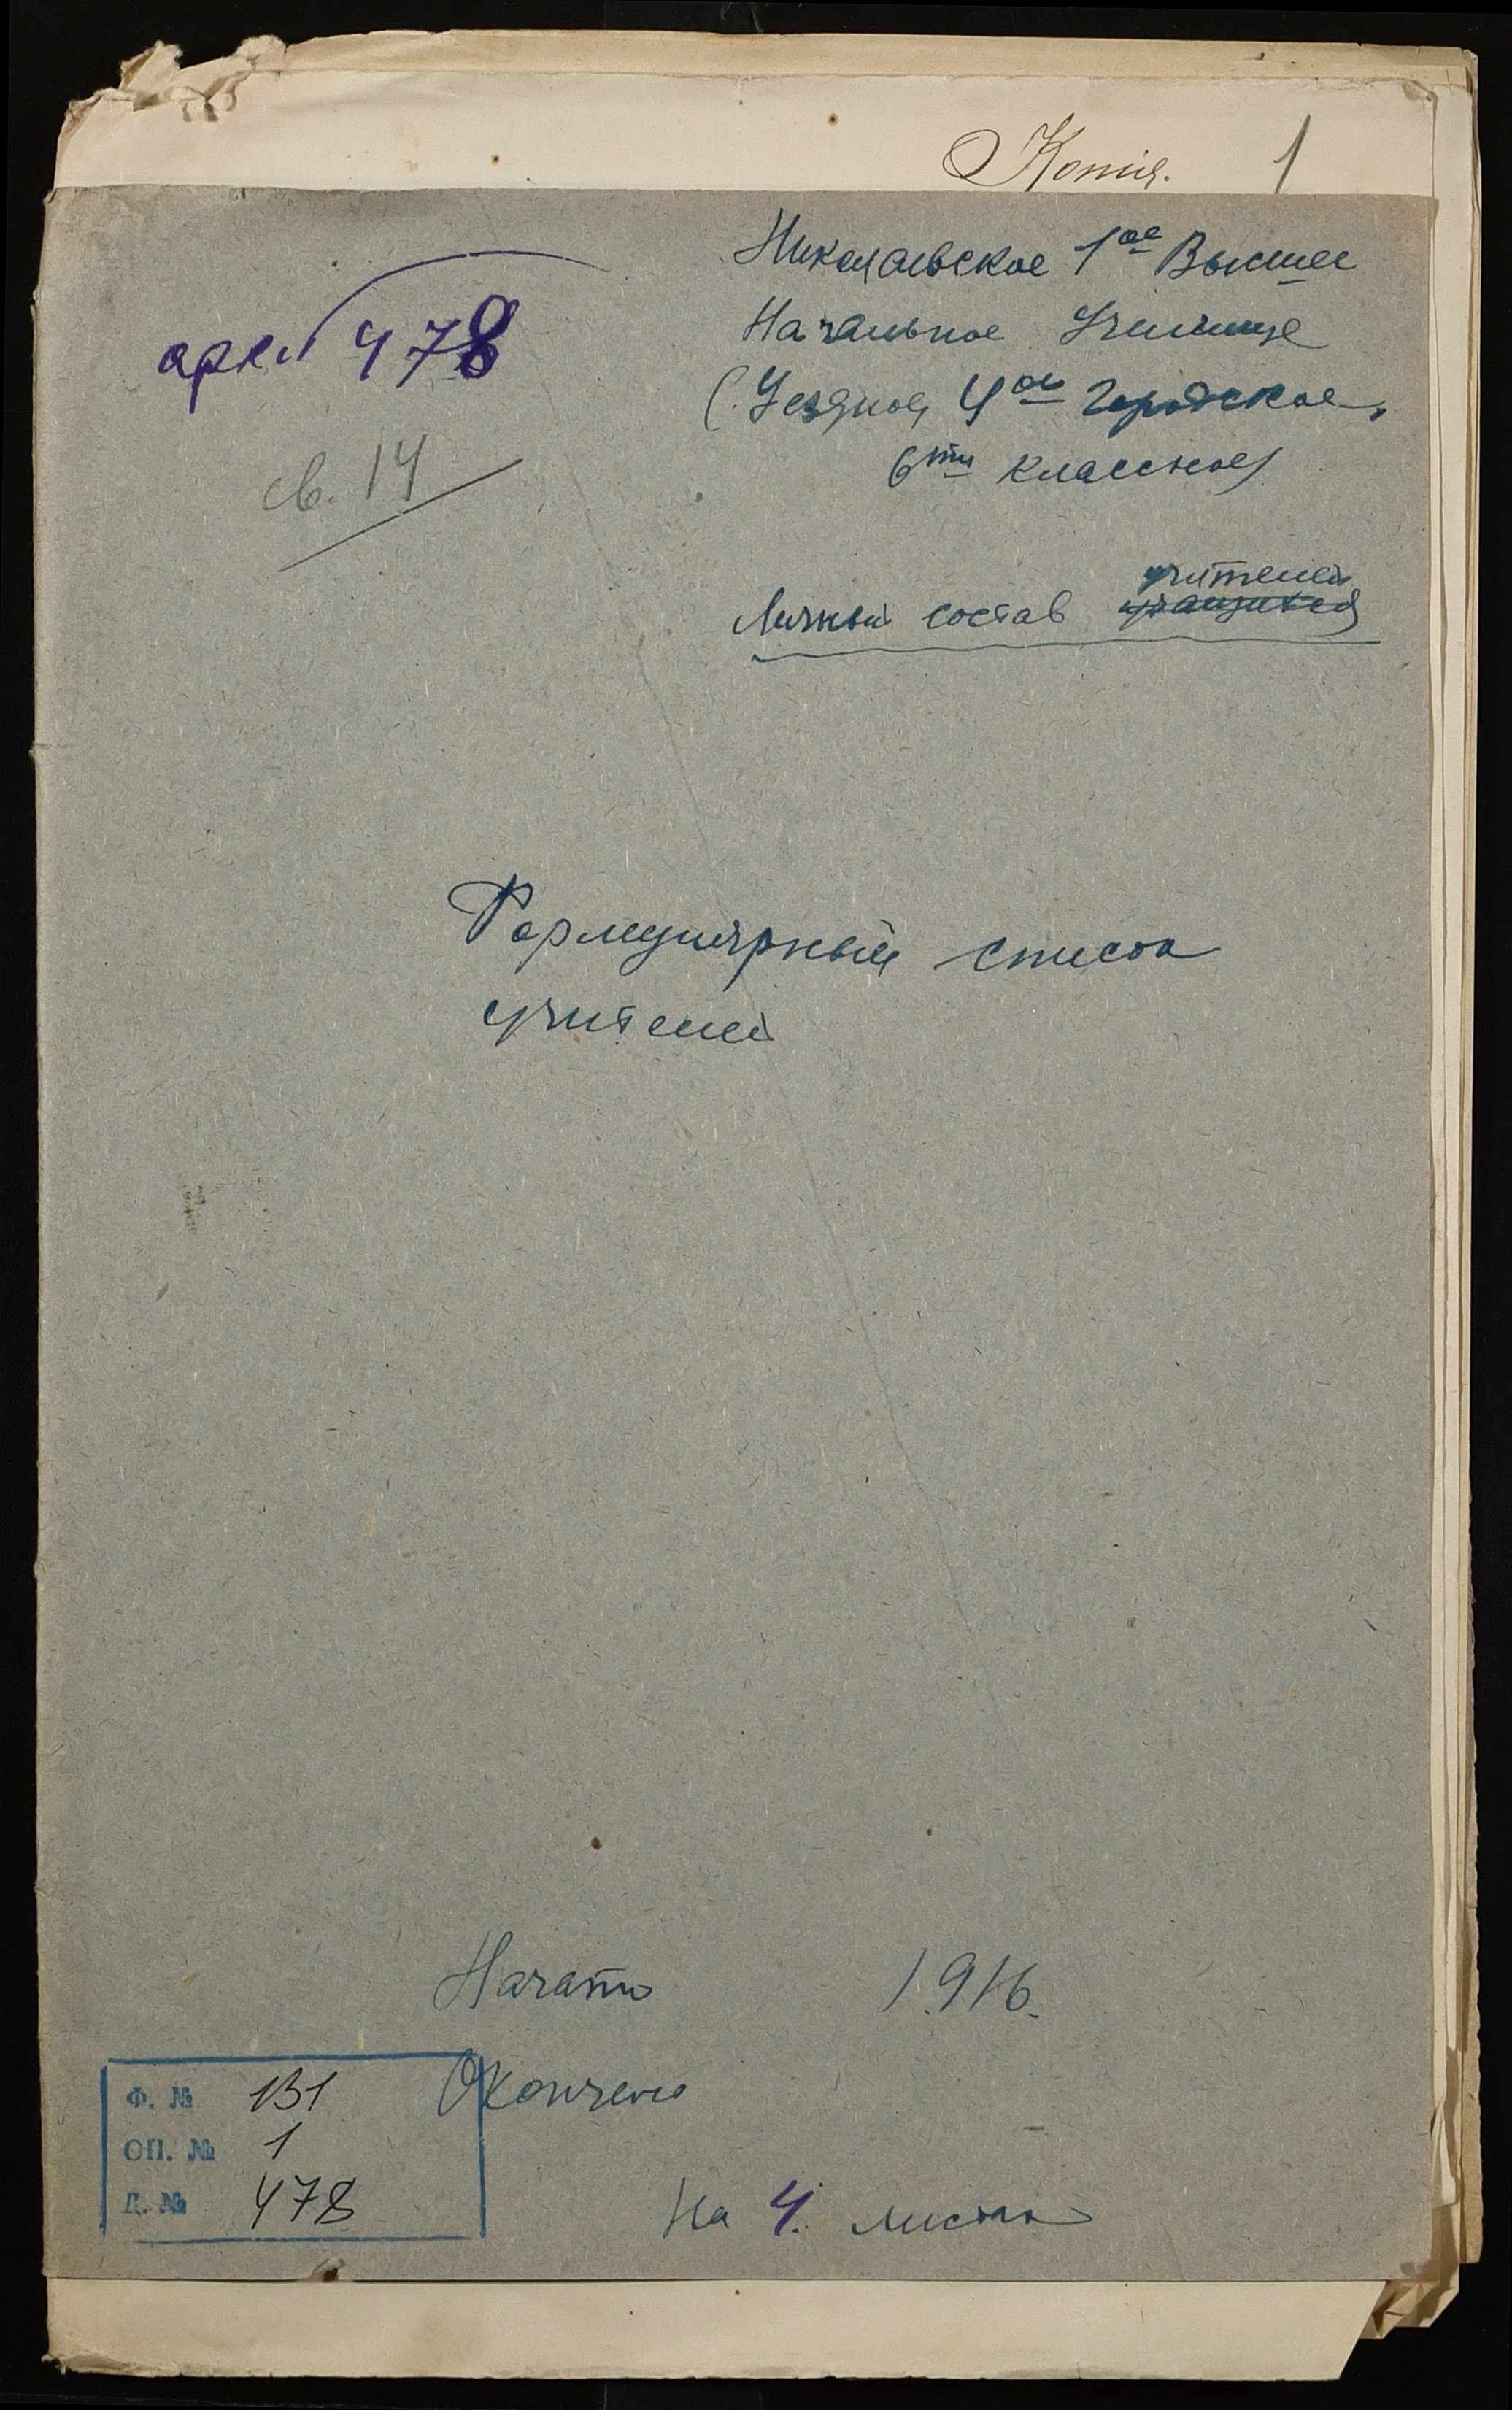 Копія. 1
Николаевское 1ое Высшее
Начальное Училище
(Уездное, 4ое Городское,
6ти классное)
арх. 478
св. 14
учителей
Личный состав учащихся
Формулярный список
учителей
Начато 1916.
Окончено
Ф. № 131
ОП. № 1
Д. № 478
На 4. листах